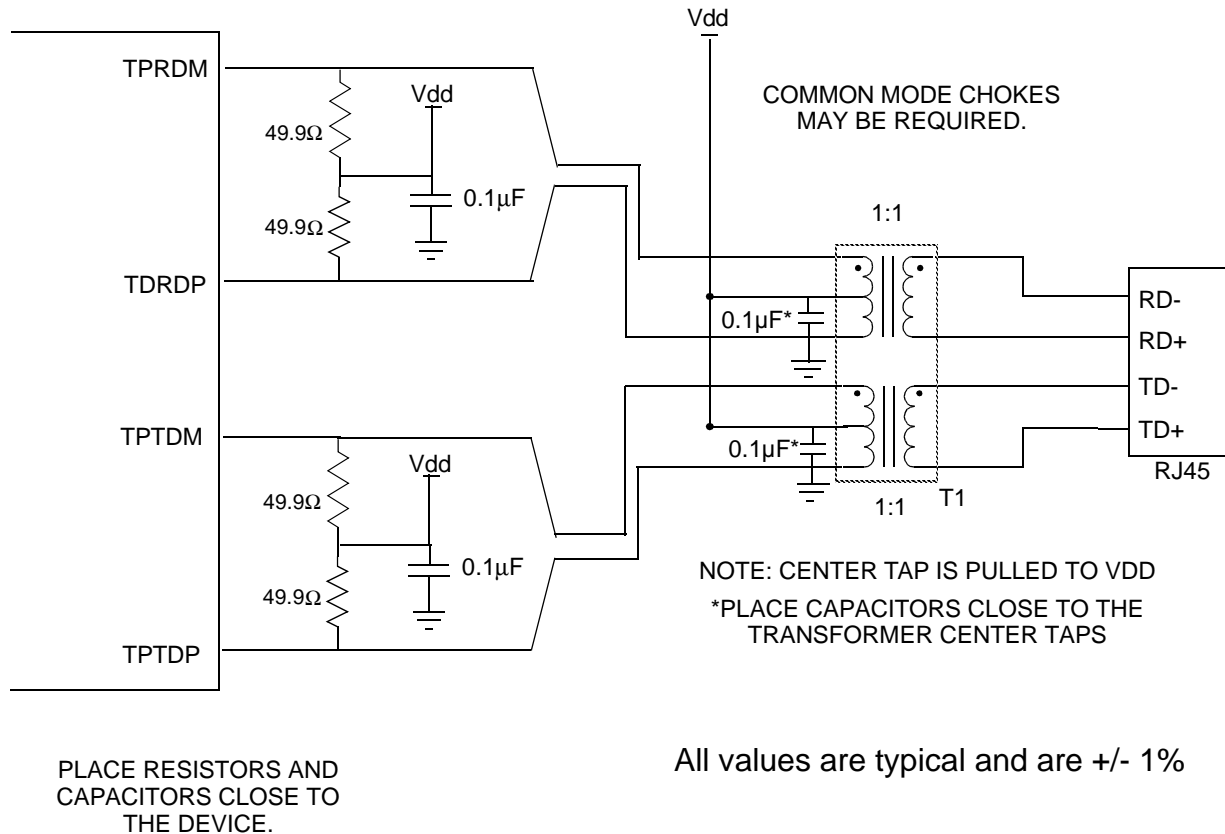 Vdd
TPRDM
Vdd
COMMON MODE CHOKES
MAY BE REQUIRED.
49.9Ω
0.1μF
49.9Ω
1:1
TDRDP
0.1µF*
RD-
RD+
TD-
TD+
RJ45
TPTDM
0.1µF*
Vdd
49.9Ω
1:1
T1
0.1μF
49.9Ω
NOTE: CENTER TAP IS PULLED TO VDD
*PLACE CAPACITORS CLOSE TO THE
TRANSFORMER CENTER TAPS
TPTDP
PLACE RESISTORS AND
CAPACITORS CLOSE TO
THE DEVICE.
All values are typical and are +/- 1%